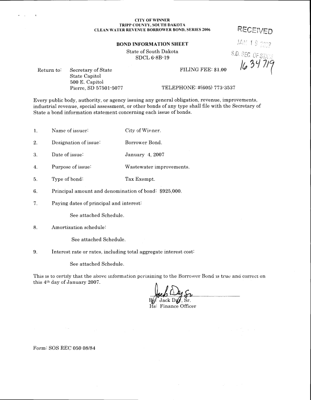 CITY OF WINNER
TRIPP COUNTY, SOUTH DAKOTA
CLEAN WATER REVENUE BORROWER BOND, SERIES 2006
RECEIVED
BOND INFORMATION SHEET
State of South Dakota
SDCL 6-8B-19
1634719
Return to: Secretary of State FILING FEE: $1.00
State Capitol
500 E. Capitol
Pierre, SD 57501-5077 TELEPHONE: #(605) 773-3537
Every public body, authority, or agency issuing any general obligation, revenue, improvements,
industrial revenue, special assessment, or other bonds of any type shall file with the Secretary of
State a bond information statement concerning each issue of bonds.
1. Name of issuer: City of Winner.
2. Designation of issue: Borrower Bond.
3. Date of issue: January 4, 2007
4. Purpose of issue: Wastewater improvements.
5. Type of bond: Tax Exempt.
6. Principal amount and denomination of bond: $925,000.
7. Paying dates of principal and interest:
See attached Schedule.
8. Amortization schedule:
See attached Schedule.
9. Interest rate or rates, including total aggregate interest cost:
See attached Schedule.
This is to certify that the above information pertaining to the Borrower Bond is true and correct on
this 4th day of January 2007.
By: Jack Day, Sr.
Its: Finance Officer
Form: SOS REC 050 08/84